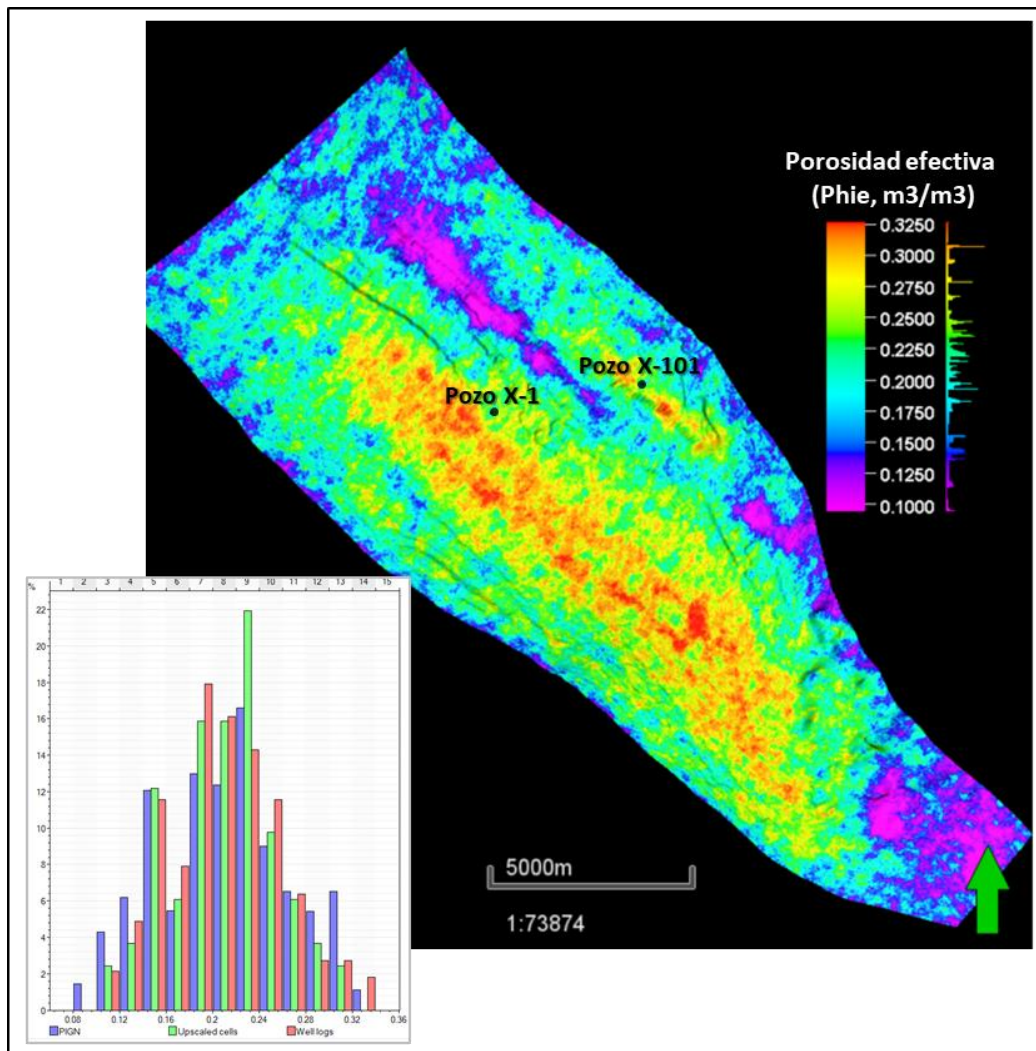 Porosidad efectiva
(Phie, m3/m3)
0.3250
0.3000
0.2750
0.2500
0.2250
0.2000
0.1750
0.1500
0.1250
0.1000
Pozo X-101
Pozo X-1
5000m
1:73874
% 1 2 3 4 5 6 7 8 9 10 11 12 13 14 15
22
20
18
16
14
12
10
8
6
4
2
0
0.08 0.12 0.16 0.2 0.24 0.28 0.32 0.36
PIGN Upscaled cells Well logs